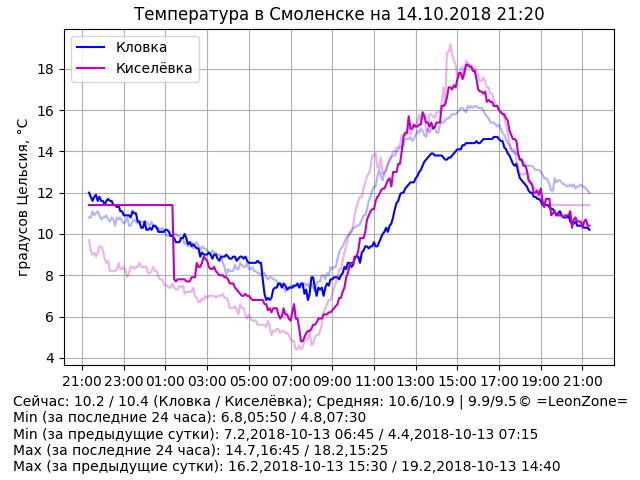 Температура в Смоленске на 14.10.2018 21:20
Кловка
Киселёвка
градусов Цельсия, °C
18
16
14
12
10
8
6
4
21:00 23:00 01:00 03:00 05:00 07:00 09:00 11:00 13:00 15:00 17:00 19:00 21:00
Сейчас: 10.2 / 10.4 (Кловка / Киселёвка); Средняя: 10.6/10.9 | 9.9/9.5© =LeonZone=
Min (за последние 24 часа): 6.8,05:50 / 4.8,07:30
Min (за предыдущие сутки): 7.2,2018-10-13 06:45 / 4.4,2018-10-13 07:15
Max (за последние 24 часа): 14.7,16:45 / 18.2,15:25
Max (за предыдущие сутки): 16.2,2018-10-13 15:30 / 19.2,2018-10-13 14:40